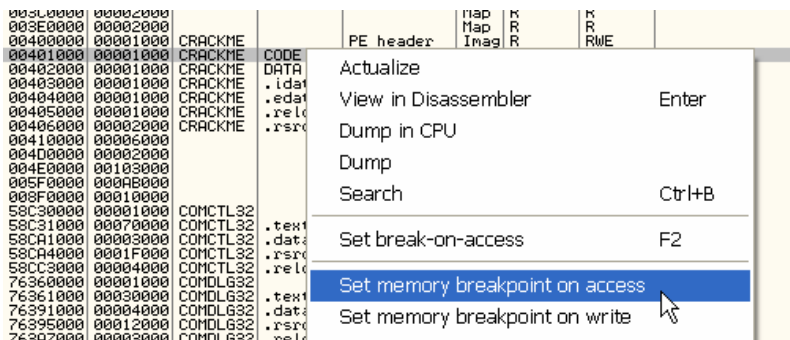 003C0000 00002000 Map R R
003E0000 00002000 Map R R
00400000 00001000 CRACKME PE header Imag R RWE
00401000 00001000 CRACKME CODE
00402000 00001000 CRACKME DATA
00403000 00001000 CRACKME .idat
00404000 00001000 CRACKME .edat
00405000 00001000 CRACKME .relo
00406000 00002000 CRACKME .rsrc
00410000 00006000
004D0000 00002000
004E0000 00103000
005F0000 000AB000
008F0000 00010000
58C30000 00001000 COMCTL32
58C31000 00070000 COMCTL32 .text
58CA1000 00003000 COMCTL32 .data
58CA4000 0001F000 COMCTL32 .rsrc
58CC3000 00004000 COMCTL32 .relo
76360000 00001000 COMDLG32
76361000 00030000 COMDLG32 .text
76391000 00004000 COMDLG32 .data
76395000 00012000 COMDLG32 .rsrc
763A7000 00003000 COMDLG32 .relo
Actualize
View in Disassembler Enter
Dump in CPU
Dump
Search Ctrl+B
Set break-on-access F2
Set memory breakpoint on access
Set memory breakpoint on write